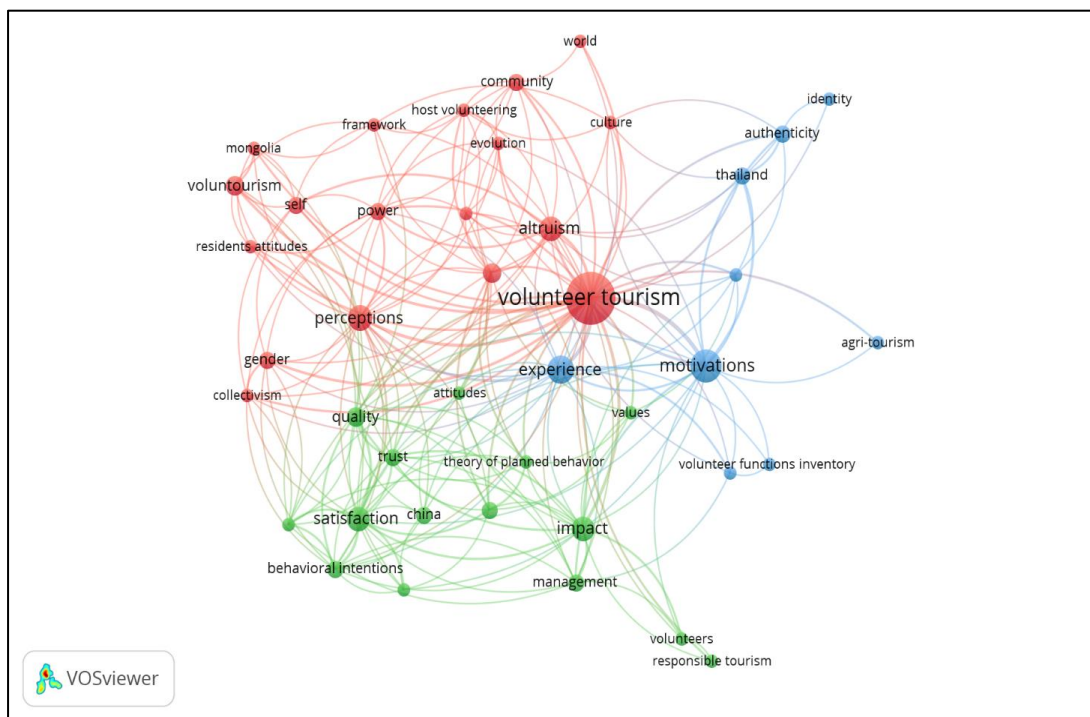 world
community
identity
host volunteering
culture
framework
authenticity
evolution
mongolia
thailand
voluntourism
self
power
altruism
residents attitudes
volunteer tourism
perceptions
agri-tourism
gender
experience
motivations
collectivism
attitudes
quality
values
trust
theory of planned behavior
volunteer functions inventory
satisfaction
china
impact
behavioral intentions
management
volunteers
responsible tourism
VOSviewer